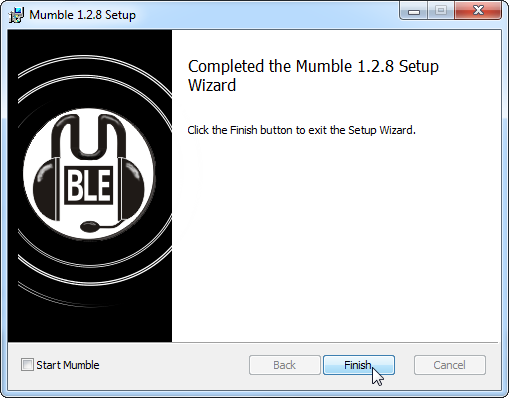 Mumble 1.2.8 Setup
Completed the Mumble 1.2.8 Setup
Wizard
Click the Finish button to exit the Setup Wizard.
BLE
Start Mumble
Back
Finish
Cancel